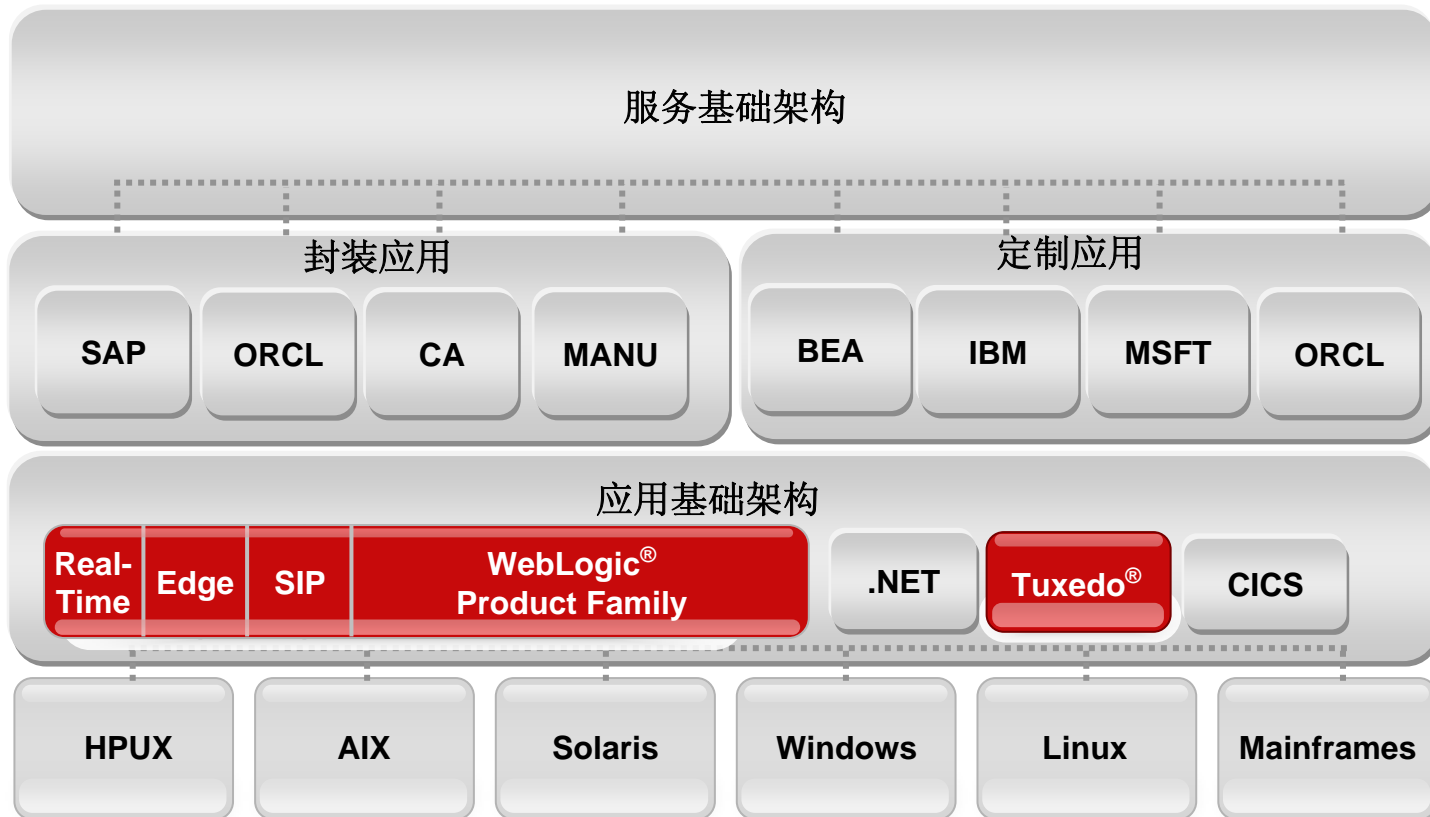 服务基础架构
封装应用
定制应用
SAP
ORCL
CA
MANU
BEA
IBM
MSFT
ORCL
应用基础架构
Real-
Time
Edge
SIP
WebLogic®
Product Family
.NET
Tuxedo®
CICS
HPUX
AIX
Solaris
Windows
Linux
Mainframes